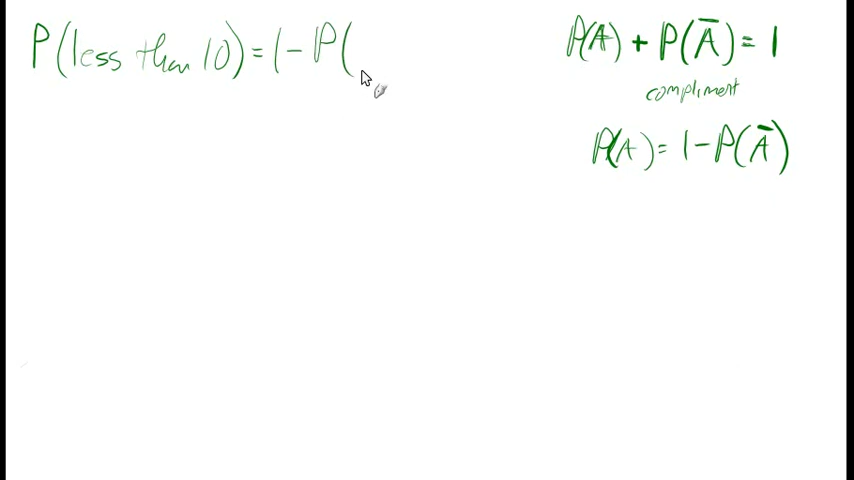 P(less than 10) = 1 - P(
P(A) + P(Ā) = 1
compliment
P(A) = 1 - P(Ā)